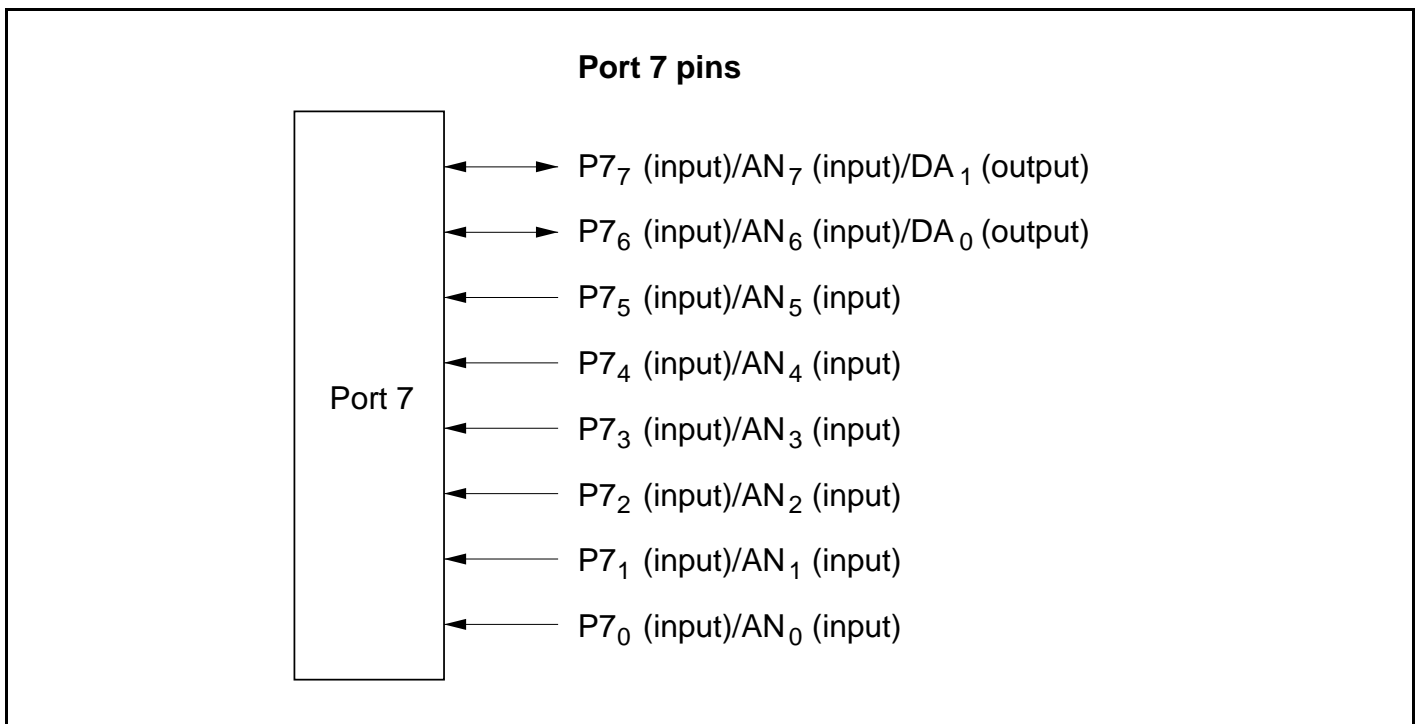 Port 7 pins
P7₇ (input)/AN₇ (input)/DA₁ (output)
P7₆ (input)/AN₆ (input)/DA₀ (output)
P7₅ (input)/AN₅ (input)
P7₄ (input)/AN₄ (input)
Port 7
P7₃ (input)/AN₃ (input)
P7₂ (input)/AN₂ (input)
P7₁ (input)/AN₁ (input)
P7₀ (input)/AN₀ (input)